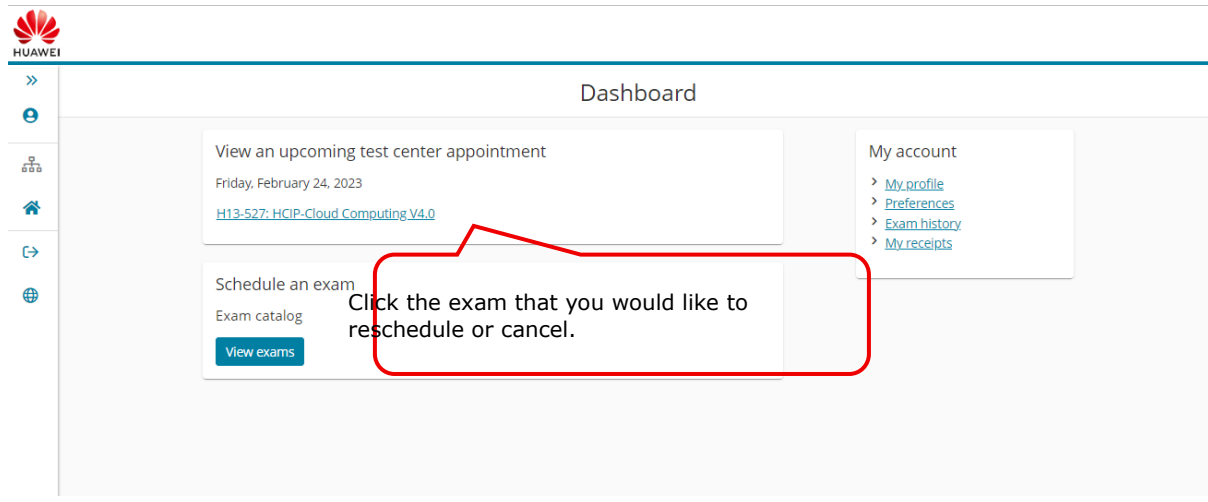 HUAWEI
Dashboard
View an upcoming test center appointment
Friday, February 24, 2023
H13-527: HCIP-Cloud Computing V4.0
My account
My profile
Preferences
Exam history
My receipts
Schedule an exam
Exam catalog
View exams
Click the exam that you would like to
reschedule or cancel.